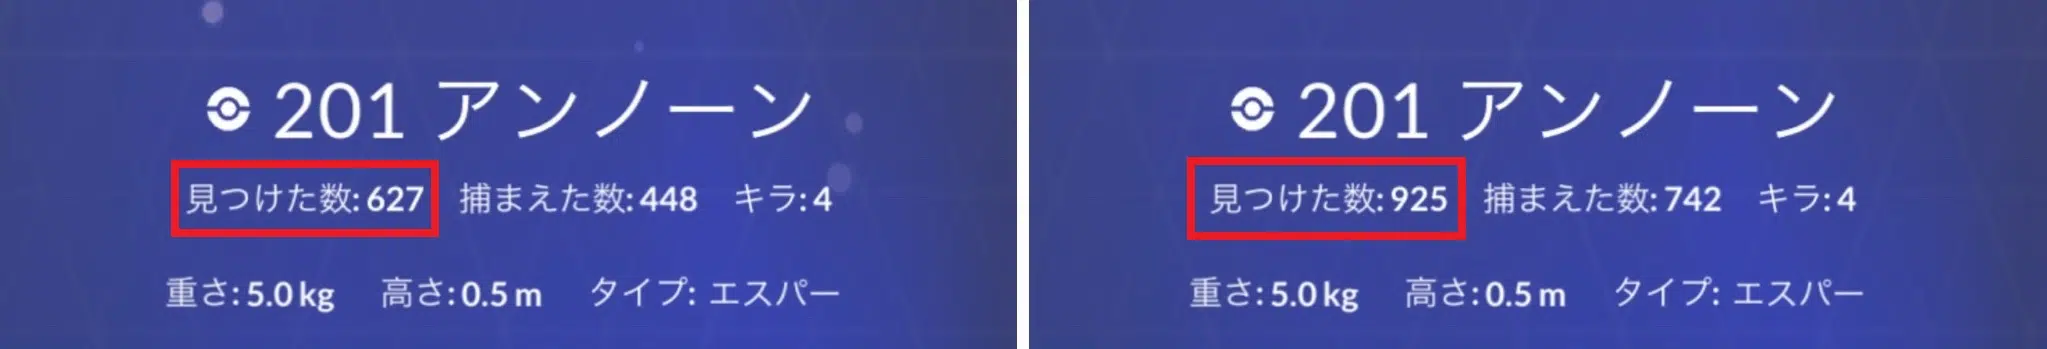 201 アンノーン
見つけた数: 627 捕まえた数: 448 キラ: 4
重さ: 5.0 kg 高さ: 0.5 m タイプ: エスパー
201 アンノーン
見つけた数: 925 捕まえた数: 742 キラ: 4
重さ: 5.0 kg 高さ: 0.5 m タイプ: エスパー